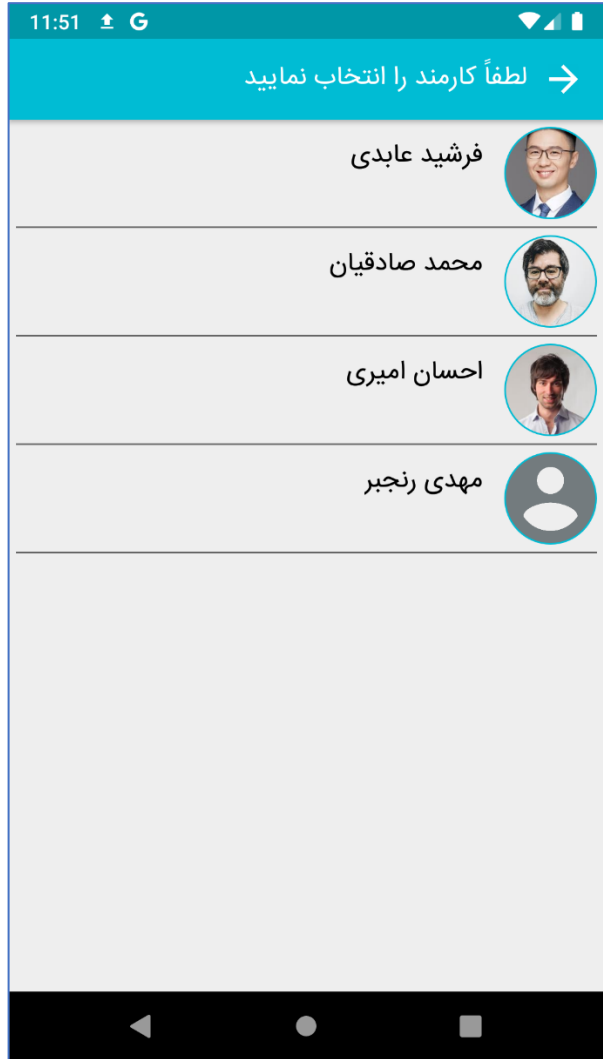 11:51 G
لطفاً کارمند را انتخاب نمایید
فرشید عابدی
محمد صادقیان
احسان امیری
مهدی رنجبر